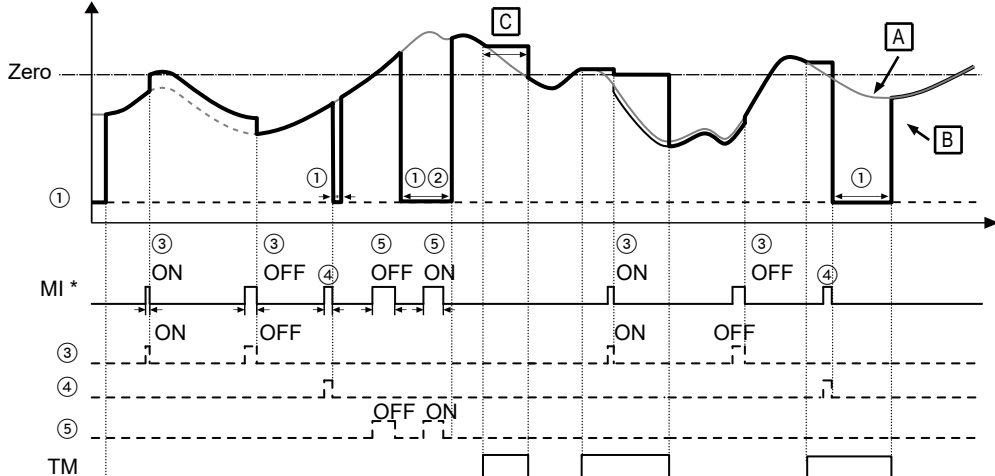 C
A
Zero
B
① ①② ①
①
③ ③ ⑤ ⑤ ③ ③
ON OFF ④ OFF ON ON OFF ④
MI *
ON OFF ON OFF
③
④
OFF ON
⑤
TM